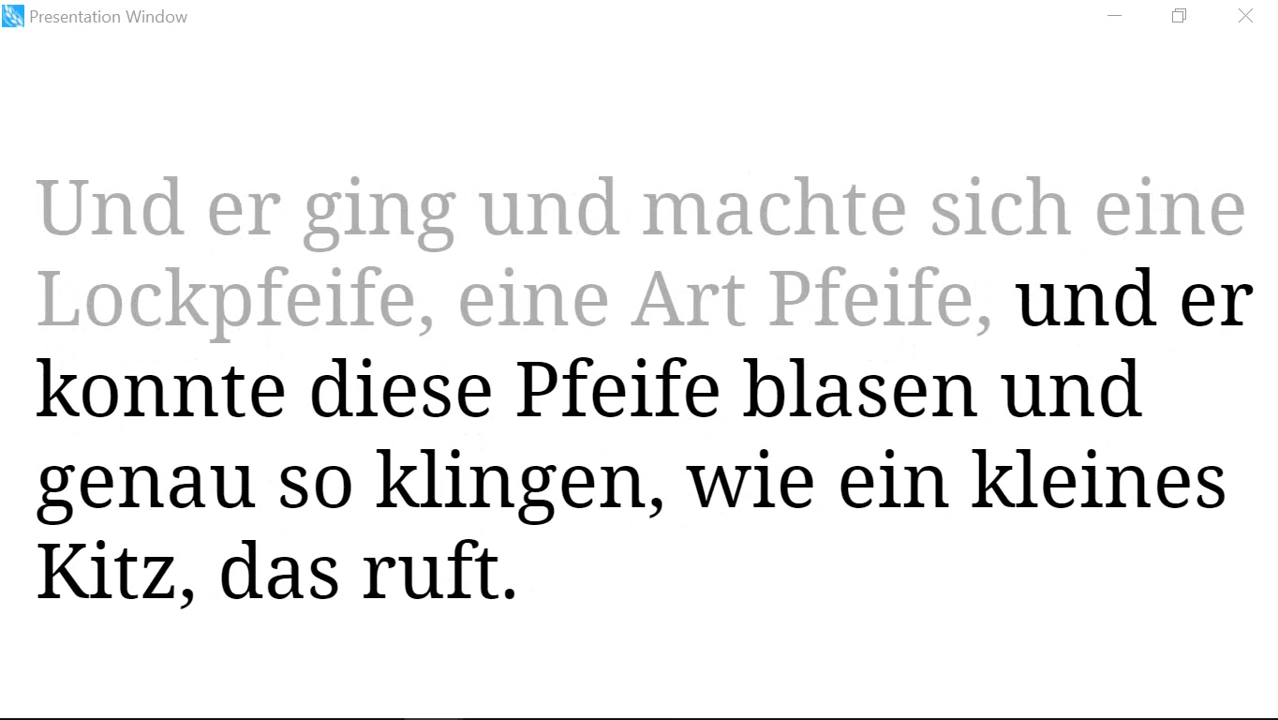 Presentation Window
Und er ging und machte sich eine
Lockpfeife, eine Art Pfeife, und er
konnte diese Pfeife blasen und
genau so klingen, wie ein kleines
Kitz, das ruft.